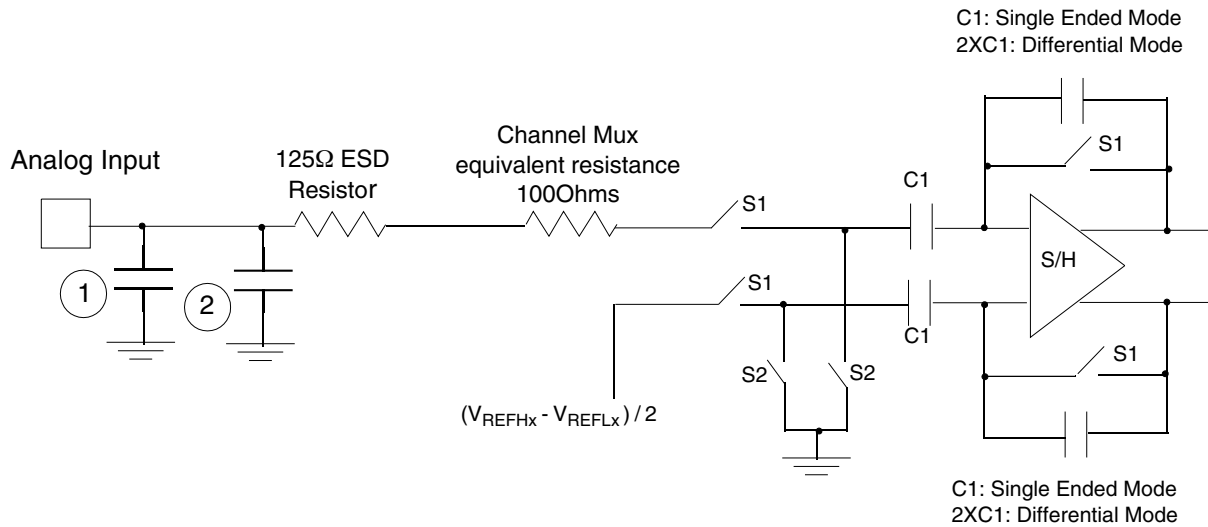 C1: Single Ended Mode
2XC1: Differential Mode
Analog Input
125Ω ESD
Resistor
Channel Mux
equivalent resistance
100Ohms
S1
C1
S1
S/H
1
2
S1
C1
S2
S2
S1
(VREFHx - VREFLx ) / 2
C1: Single Ended Mode
2XC1: Differential Mode